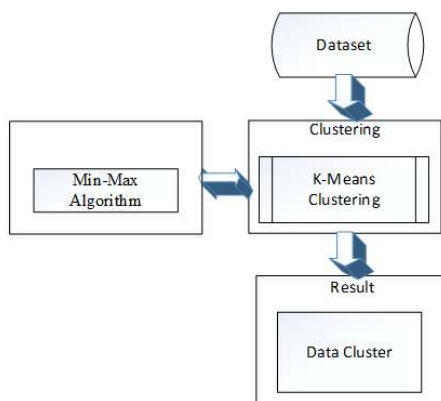 Dataset
Clustering
Min-Max
Algorithm
K-Means
Clustering
Result
Data Cluster